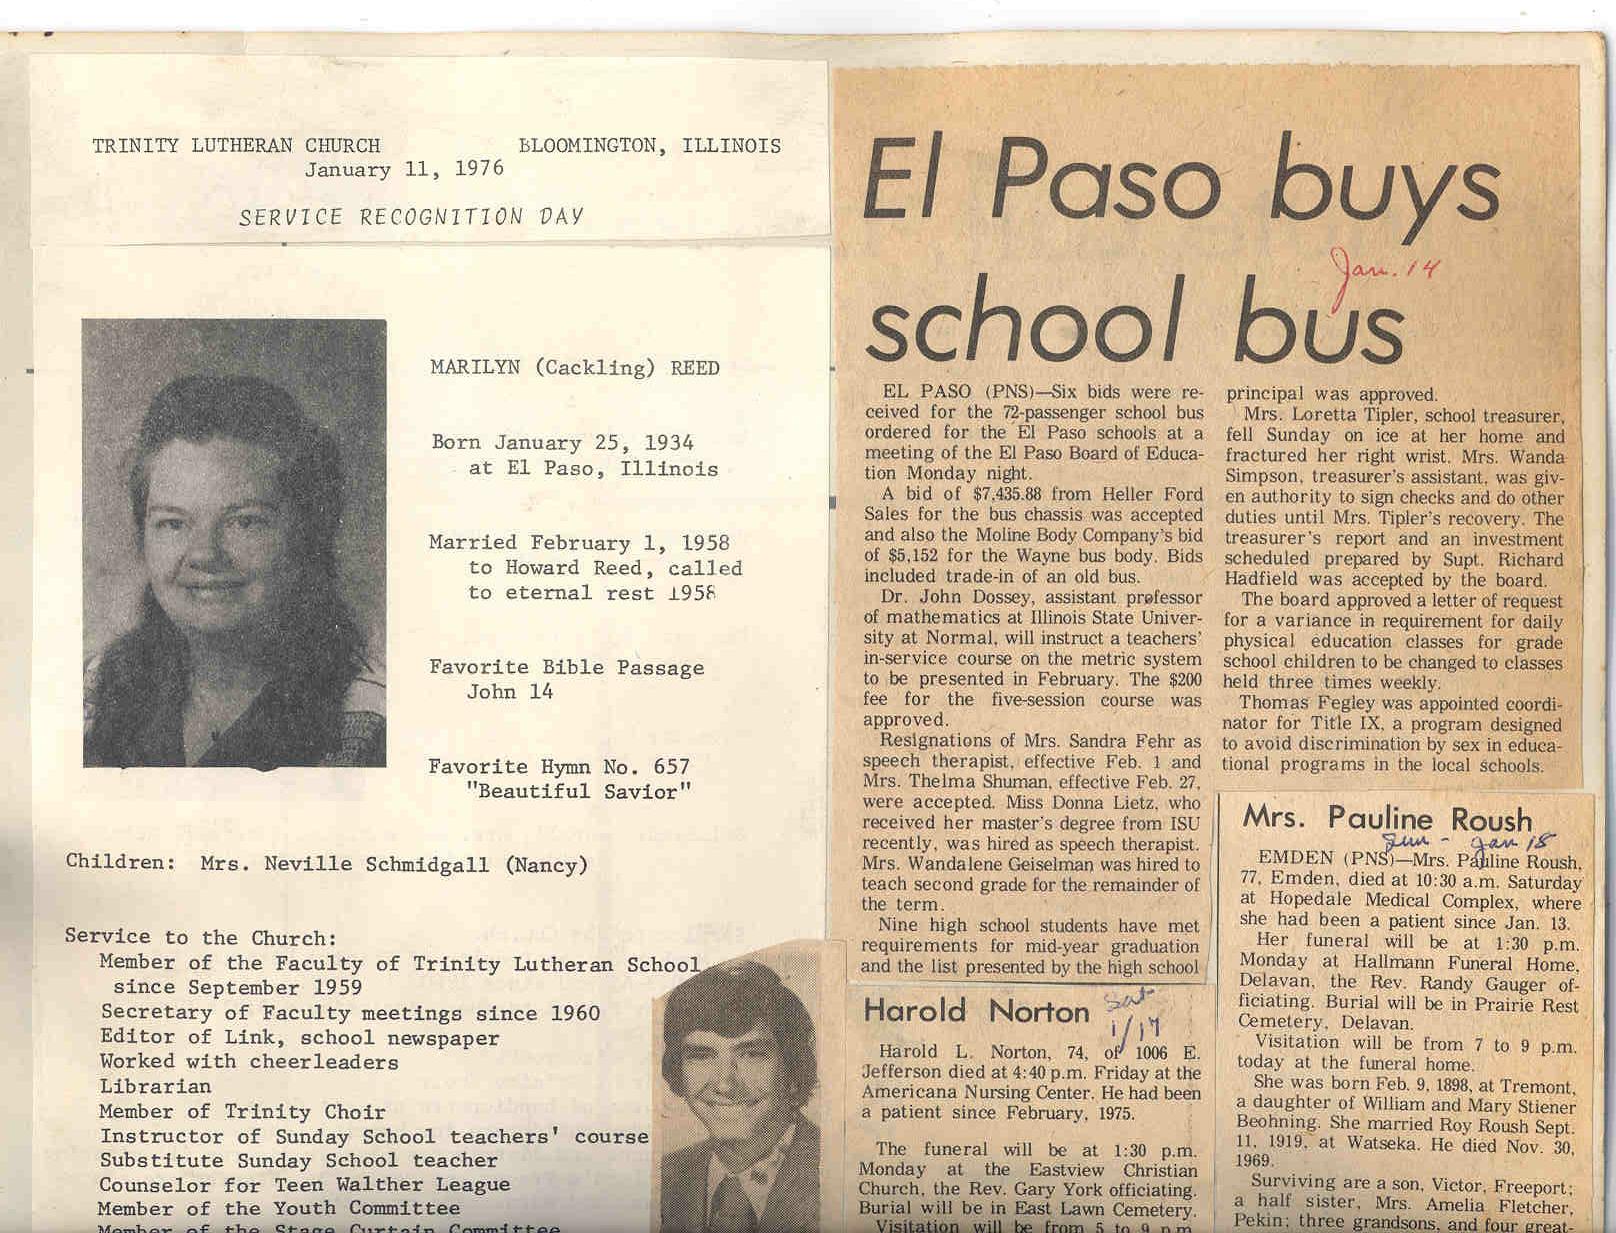 TRINITY LUTHERAN CHURCH BLOOMINGTON, ILLINOIS
January 11, 1976
SERVICE RECOGNITION DAY
MARILYN (Cackling) REED
Born January 25, 1934
at El Paso, Illinois
Married February 1, 1958
to Howard Reed, called
to eternal rest 1958
Favorite Bible Passage
John 14
Favorite Hymn No. 657
"Beautiful Savior"
Children: Mrs. Neville Schmidgall (Nancy)
Service to the Church:
Member of the Faculty of Trinity Lutheran School
since September 1959
Secretary of Faculty meetings since 1960
Editor of Link, school newspaper
Worked with cheerleaders
Librarian
Member of Trinity Choir
Instructor of Sunday School teachers' course
Substitute Sunday School teacher
Counselor for Teen Walther League
Member of the Youth Committee
Member of the Stage Curtain Committee
El Paso buys
Jan. 14
school bus
EL PASO (PNS)—Six bids were re-
ceived for the 72-passenger school bus
ordered for the El Paso schools at a
meeting of the El Paso Board of Educa-
tion Monday night.
A bid of $7,435.88 from Heller Ford
Sales for the bus chassis was accepted
and also the Moline Body Company's bid
of $5,152 for the Wayne bus body. Bids
included trade-in of an old bus.
Dr. John Dossey, assistant professor
of mathematics at Illinois State Univer-
sity at Normal, will instruct a teachers'
in-service course on the metric system
to be presented in February. The $200
fee for the five-session course was
approved.
Resignations of Mrs. Sandra Fehr as
speech therapist, effective Feb. 1 and
Mrs. Thelma Shuman, effective Feb. 27,
were accepted. Miss Donna Lietz, who
received her master's degree from ISU
recently, was hired as speech therapist.
Mrs. Wandalene Geiselman was hired to
teach second grade for the remainder of
the term.
Nine high school students have met
requirements for mid-year graduation
and the list presented by the high school
principal was approved.
Mrs. Loretta Tipler, school treasurer,
fell Sunday on ice at her home and
fractured her right wrist. Mrs. Wanda
Simpson, treasurer's assistant, was giv-
en authority to sign checks and do other
duties until Mrs. Tipler's recovery. The
treasurer's report and an investment
scheduled prepared by Supt. Richard
Hadfield was accepted by the board.
The board approved a letter of request
for a variance in requirement for daily
physical education classes for grade
school children to be changed to classes
held three times weekly.
Thomas Fegley was appointed coordi-
nator for Title IX, a program designed
to avoid discrimination by sex in educa-
tional programs in the local schools.
Harold Norton
Sat
1/17
Harold L. Norton, 74, of 1006 E.
Jefferson died at 4:40 p.m. Friday at the
Americana Nursing Center. He had been
a patient since February, 1975.
The funeral will be at 1:30 p.m.
Monday at the Eastview Christian
Church, the Rev. Gary York officiating.
Burial will be in East Lawn Cemetery.
Visitation will be from 5 to 9 p.m.
Mrs. Pauline Roush
Sun - Jan 18
EMDEN (PNS)—Mrs. Pauline Roush,
77, Emden, died at 10:30 a.m. Saturday
at Hopedale Medical Complex, where
she had been a patient since Jan. 13.
Her funeral will be at 1:30 p.m.
Monday at Hallmann Funeral Home,
Delavan, the Rev. Randy Gauger of-
ficiating. Burial will be in Prairie Rest
Cemetery, Delavan.
Visitation will be from 7 to 9 p.m.
today at the funeral home.
She was born Feb. 9, 1898, at Tremont,
a daughter of William and Mary Stiener
Beohning. She married Roy Roush Sept.
11, 1919, at Watseka. He died Nov. 30,
1969.
Surviving are a son, Victor, Freeport;
a half sister, Mrs. Amelia Fletcher,
Pekin; three grandsons, and four great-